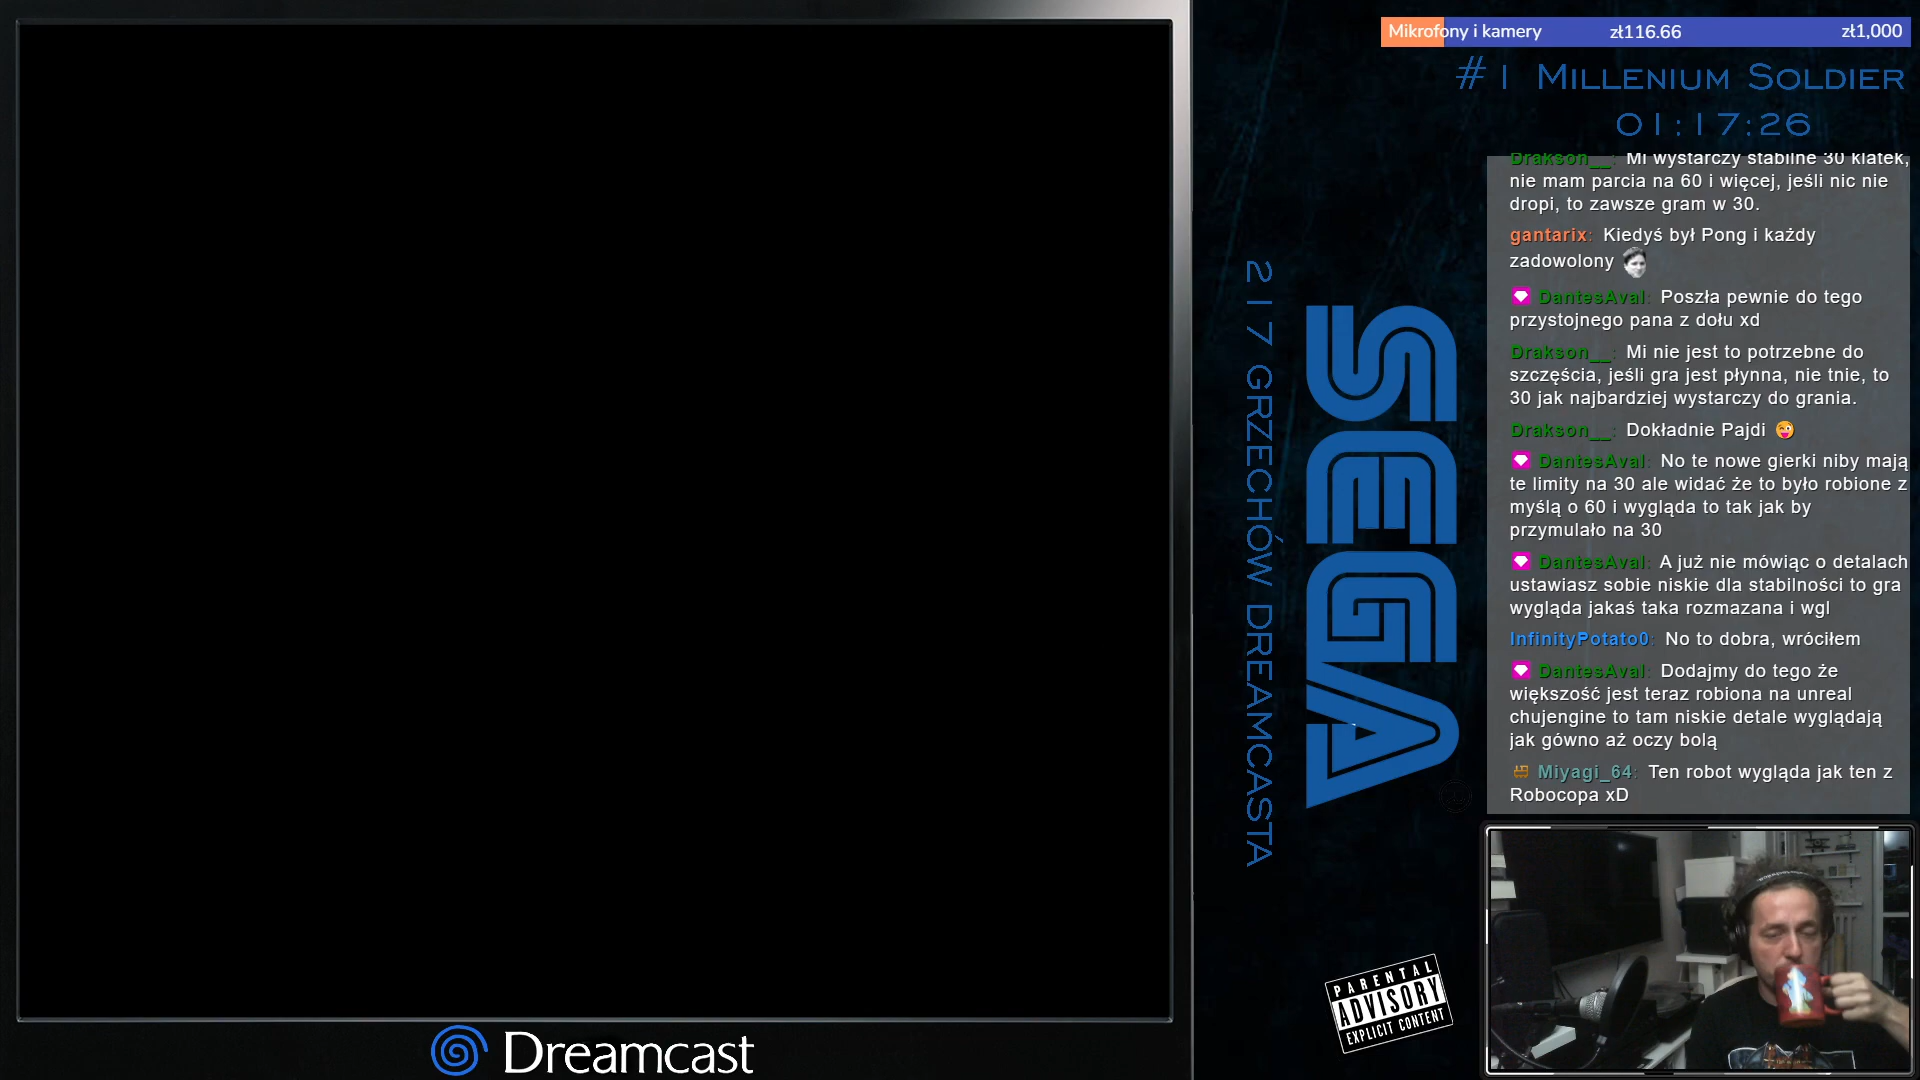 Mikrofony i kamery zł116.66 zł1,000
#1 Millenium Soldier
01:17:26
Drakson__: Mi wystarczy stabilne 30 klatek,
nie mam parcia na 60 i więcej, jeśli nic nie
dropi, to zawsze gram w 30.
gantarix: Kiedyś był Pong i każdy
zadowolony
DantesAval: Poszła pewnie do tego
przystojnego pana z dołu xd
Drakson__: Mi nie jest to potrzebne do
szczęścia, jeśli gra jest płynna, nie tnie, to
30 jak najbardziej wystarczy do grania.
Drakson__: Dokładnie Pajdi 😜
DantesAval: No te nowe gierki niby mają
te limity na 30 ale widać że to było robione z
myślą o 60 i wygląda to tak jak by
przymulało na 30
DantesAval: A już nie mówiąc o detalach
ustawiasz sobie niskie dla stabilności to gra
wygląda jakaś taka rozmazana i wgl
InfinityPotato0: No to dobra, wróciłem
DantesAval: Dodajmy do tego że
większość jest teraz robiona na unreal
chujengine to tam niskie detale wyglądają
jak gówno aż oczy bolą
Miyagi_64: Ten robot wygląda jak ten z
Robocopa xD
217 GRZECHÓW DREAMCASTA
SEGA
PARENTAL
ADVISORY
EXPLICIT CONTENT
Dreamcast